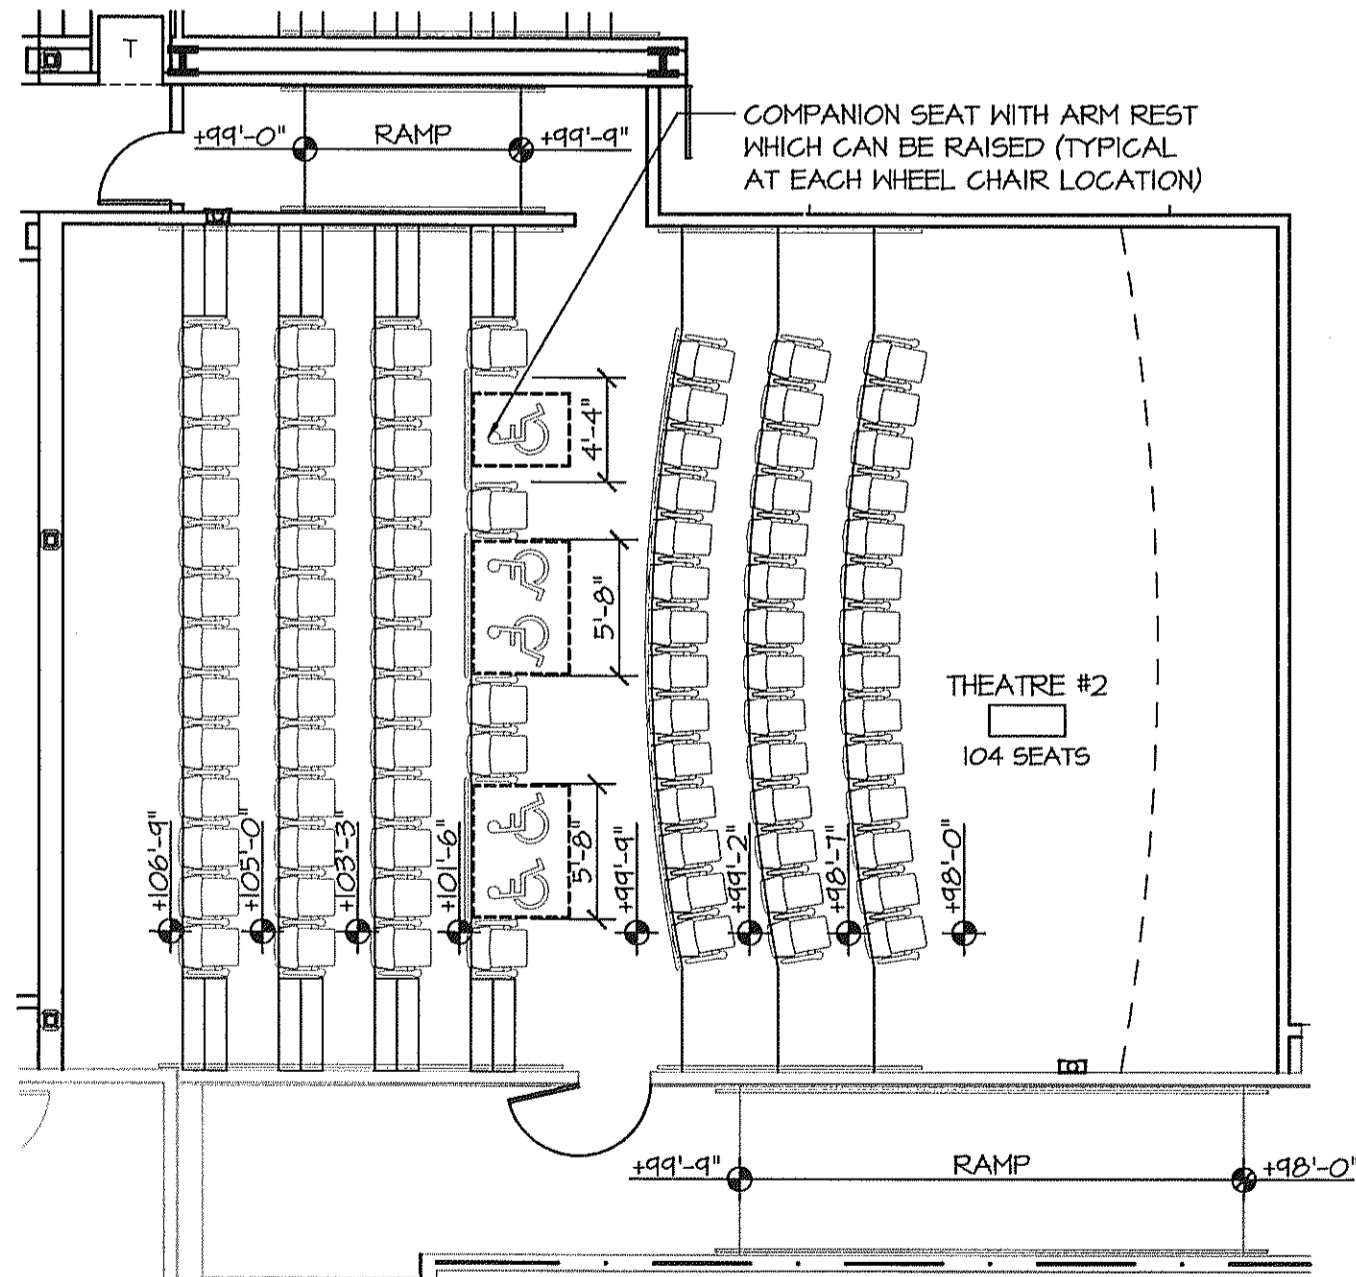 T
+99'-0"
RAMP
+99'-9"
COMPANION SEAT WITH ARM REST
WHICH CAN BE RAISED (TYPICAL
AT EACH WHEEL CHAIR LOCATION)
4'-4"
5'-8"
THEATRE #2
104 SEATS
5'-8"
+106'-9"
+105'-0"
+103'-3"
+101'-6"
+99'-9"
+99'-2"
+98'-7"
+98'-0"
+99'-9"
RAMP
+98'-0"